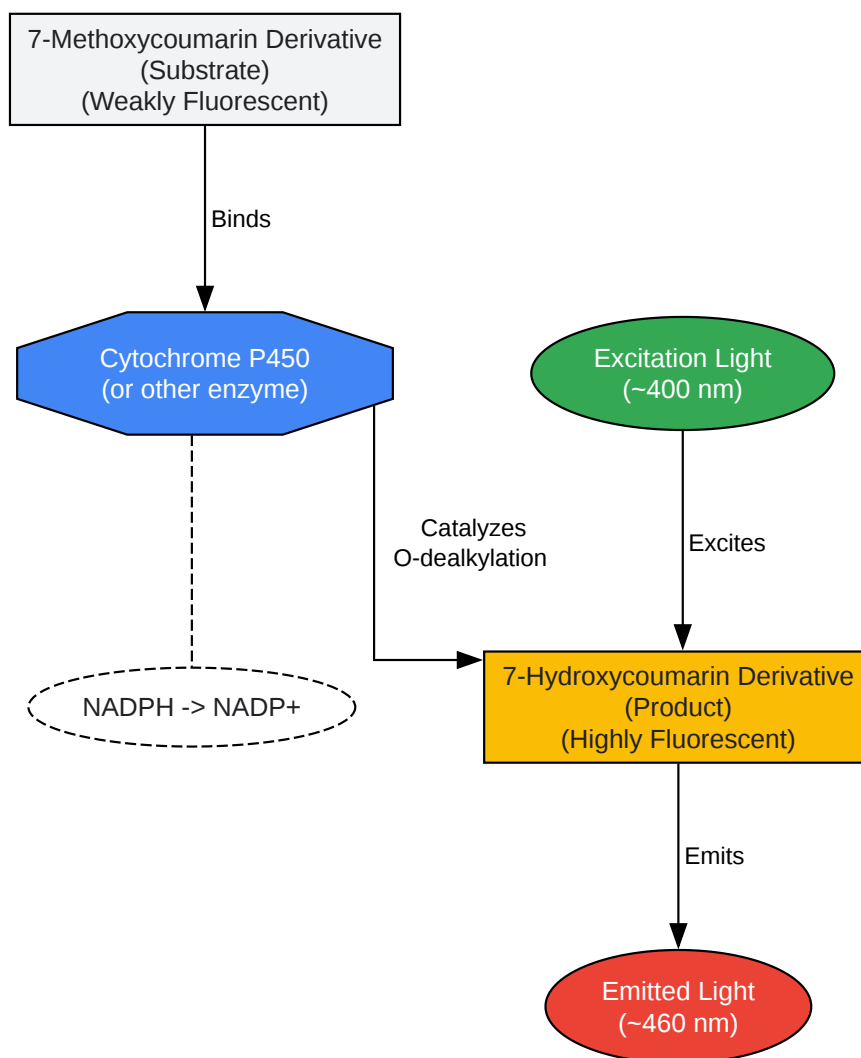 7-Methoxycoumarin Derivative
(Substrate)
(Weakly Fluorescent)
Binds
Cytochrome P450
(or other enzyme)
Excitation Light
(~400 nm)
Catalyzes
O-dealkylation
Excites
NADPH -> NADP+
7-Hydroxycoumarin Derivative
(Product)
(Highly Fluorescent)
Emits
Emitted Light
(~460 nm)